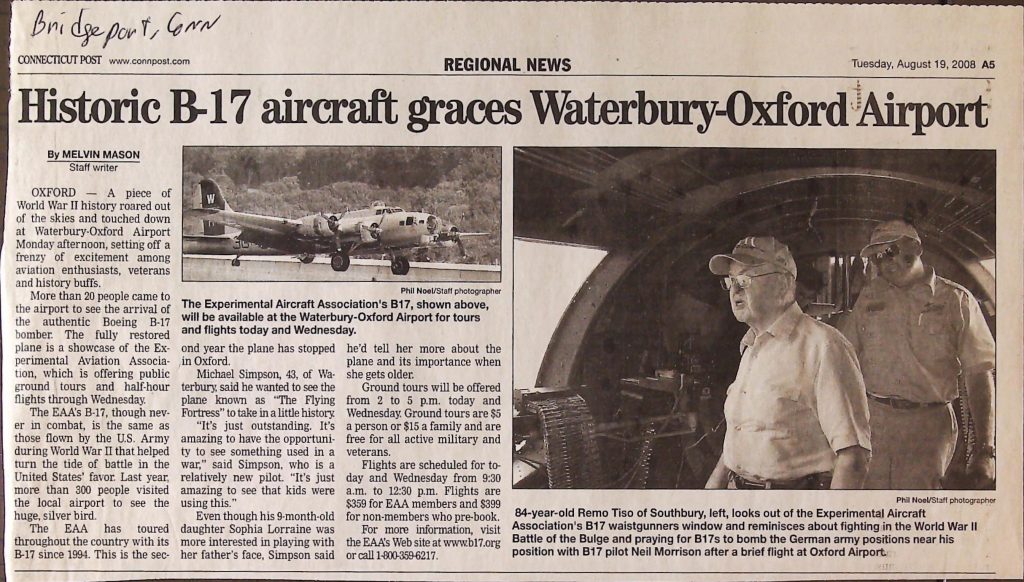 Bridgeport, Conn
CONNECTICUT POST www.connpost.com
REGIONAL NEWS
Tuesday, August 19, 2008 A5
Historic B-17 aircraft graces Waterbury-Oxford Airport
By MELVIN MASON
Staff writer
OXFORD — A piece of
World War II history roared out
of the skies and touched down
at Waterbury-Oxford Airport
Monday afternoon, setting off a
frenzy of excitement among
aviation enthusiasts, veterans
and history buffs.
More than 20 people came to
the airport to see the arrival of
the authentic Boeing B-17
bomber. The fully restored
plane is a showcase of the Ex-
perimental Aviation Associa-
tion, which is offering public
ground tours and half-hour
flights through Wednesday.
The EAA's B-17, though nev-
er in combat, is the same as
those flown by the U.S. Army
during World War II that helped
turn the tide of battle in the
United States' favor. Last year,
more than 300 people visited
the local airport to see the
huge, silver bird.
The EAA has toured
throughout the country with its
B-17 since 1994. This is the sec-
W
Phil Noel/Staff photographer
The Experimental Aircraft Association's B17, shown above,
will be available at the Waterbury-Oxford Airport for tours
and flights today and Wednesday.
ond year the plane has stopped
in Oxford.
Michael Simpson, 43, of Wa-
terbury, said he wanted to see the
plane known as "The Flying
Fortress" to take in a little history.
"It's just outstanding. It's
amazing to have the opportuni-
ty to see something used in a
war," said Simpson, who is a
relatively new pilot. "It's just
amazing to see that kids were
using this."
Even though his 9-month-old
daughter Sophia Lorraine was
more interested in playing with
her father's face, Simpson said
he'd tell her more about the
plane and its importance when
she gets older.
Ground tours will be offered
from 2 to 5 p.m. today and
Wednesday. Ground tours are $5
a person or $15 a family and are
free for all active military and
veterans.
Flights are scheduled for to-
day and Wednesday from 9:30
a.m. to 12:30 p.m. Flights are
$359 for EAA members and $399
for non-members who pre-book.
For more information, visit
the EAA's Web site at www.b17.org
or call 1-800-359-6217.
Phil Noel/Staff photographer
84-year-old Remo Tiso of Southbury, left, looks out of the Experimental Aircraft
Association's B17 waistgunners window and reminisces about fighting in the World War II
Battle of the Bulge and praying for B17s to bomb the German army positions near his
position with B17 pilot Neil Morrison after a brief flight at Oxford Airport.